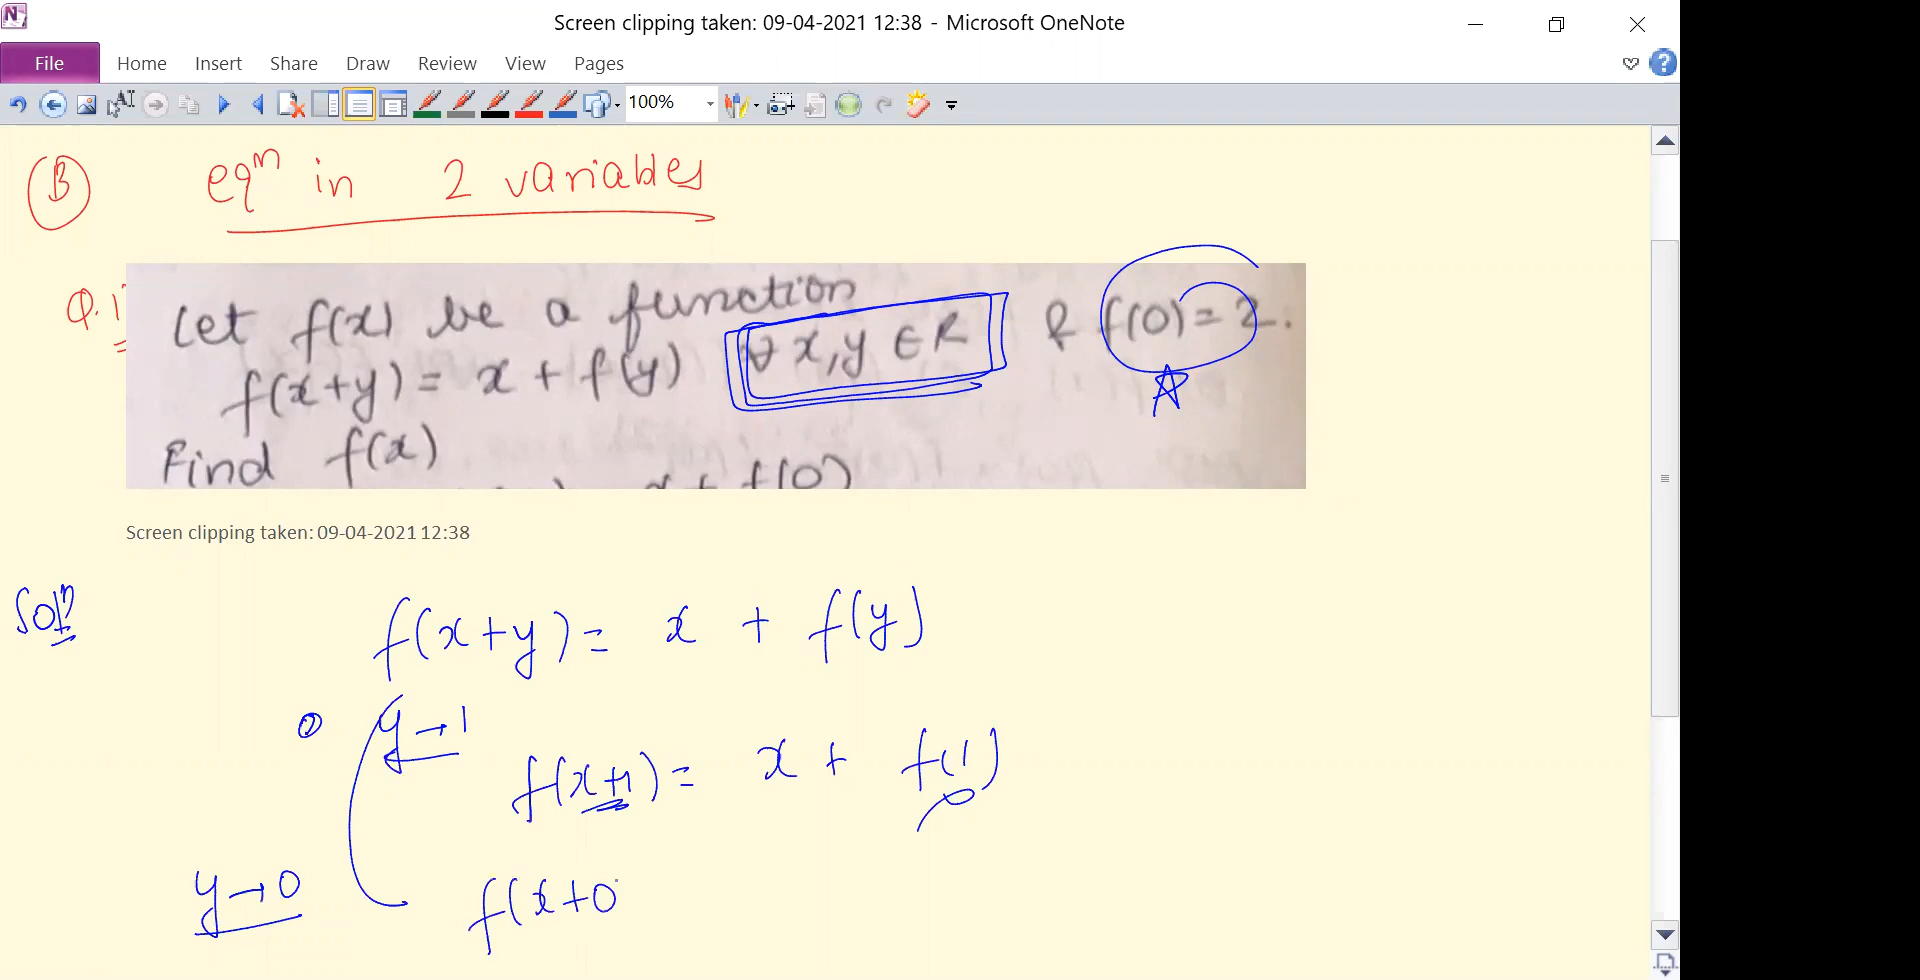 Screen clipping taken: 09-04-2021 12:38 - Microsoft OneNote
File Home Insert Share Draw Review View Pages
100%
B eqn in 2 variables
Q.1 Let f(x) be a function
f(x+y) = x + f(y) ∀ x,y ∈ R & f(0) = 2.
Find f(x)
x + f(0)
Screen clipping taken: 09-04-2021 12:38
Soln f(x+y) = x + f(y)
y→1
f(x+1) = x + f(1)
y→0 f(x+0